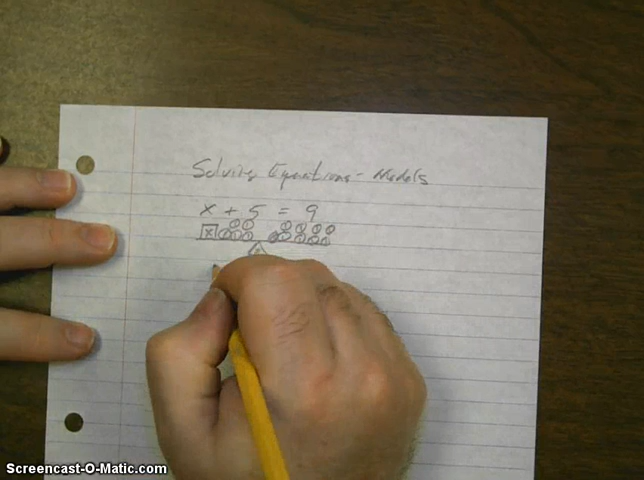 Solving Equations - Models
x + 5 = 9
x
Screencast-O-Matic.com